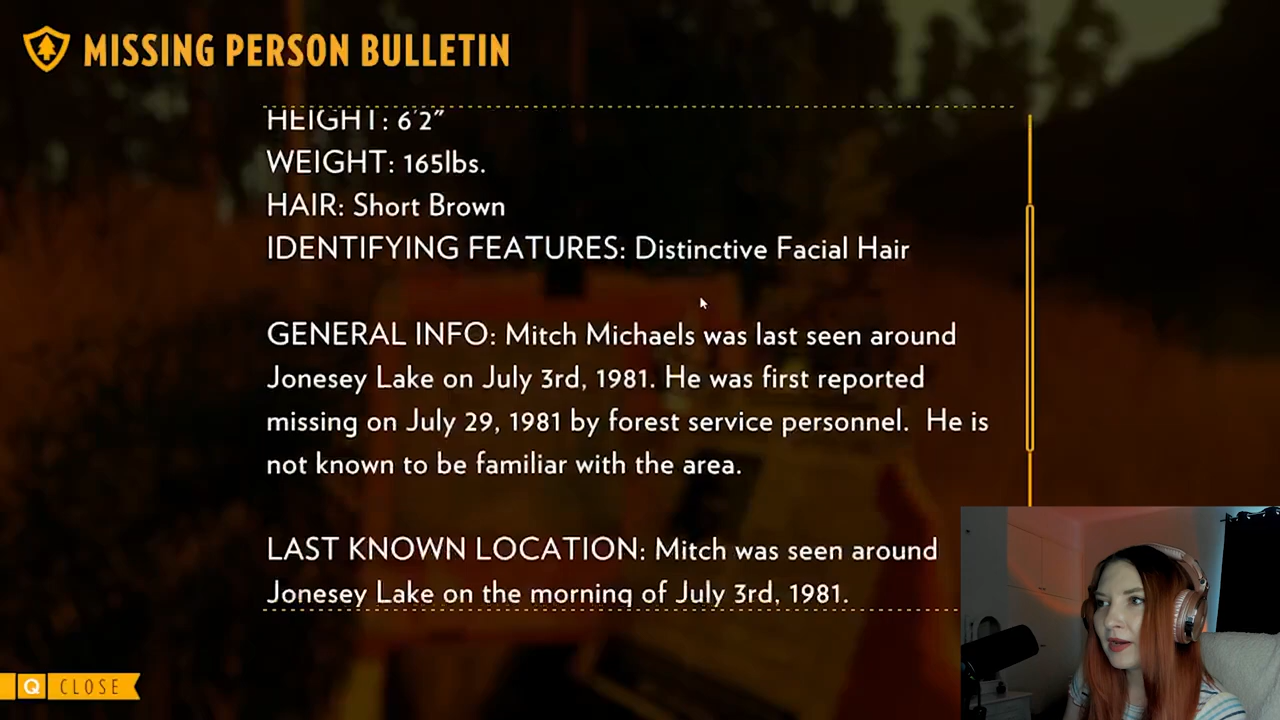 MISSING PERSON BULLETIN
HEIGHT: 6'2"
WEIGHT: 165lbs.
HAIR: Short Brown
IDENTIFYING FEATURES: Distinctive Facial Hair
GENERAL INFO: Mitch Michaels was last seen around
Jonesey Lake on July 3rd, 1981. He was first reported
missing on July 29, 1981 by forest service personnel.  He is
not known to be familiar with the area.
LAST KNOWN LOCATION: Mitch was seen around
Jonesey Lake on the morning of July 3rd, 1981.
Q CLOSE